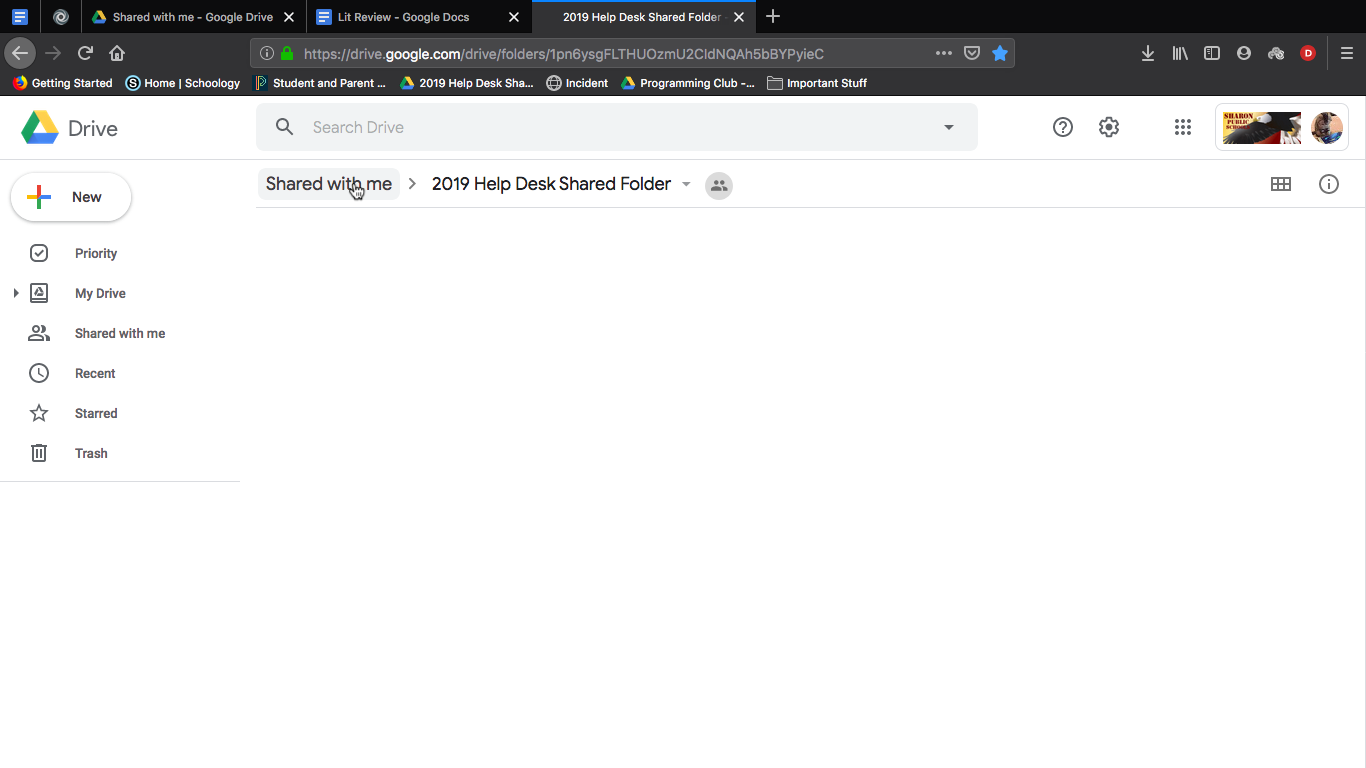 Shared with me - Google Drive
Lit Review - Google Docs
2019 Help Desk Shared Folder
https://drive.google.com/drive/folders/1pn6ysgFLTHUOzmU2CldNQAh5bBYPyieC
D
Getting Started
S Home | Schoology
Student and Parent ...
2019 Help Desk Sha...
Incident
Programming Club -...
Important Stuff
Drive
Search Drive
SHARON
PUBLIC
SCHOOLS
Shared with me > 2019 Help Desk Shared Folder
New
Priority
My Drive
Shared with me
Recent
Starred
Trash